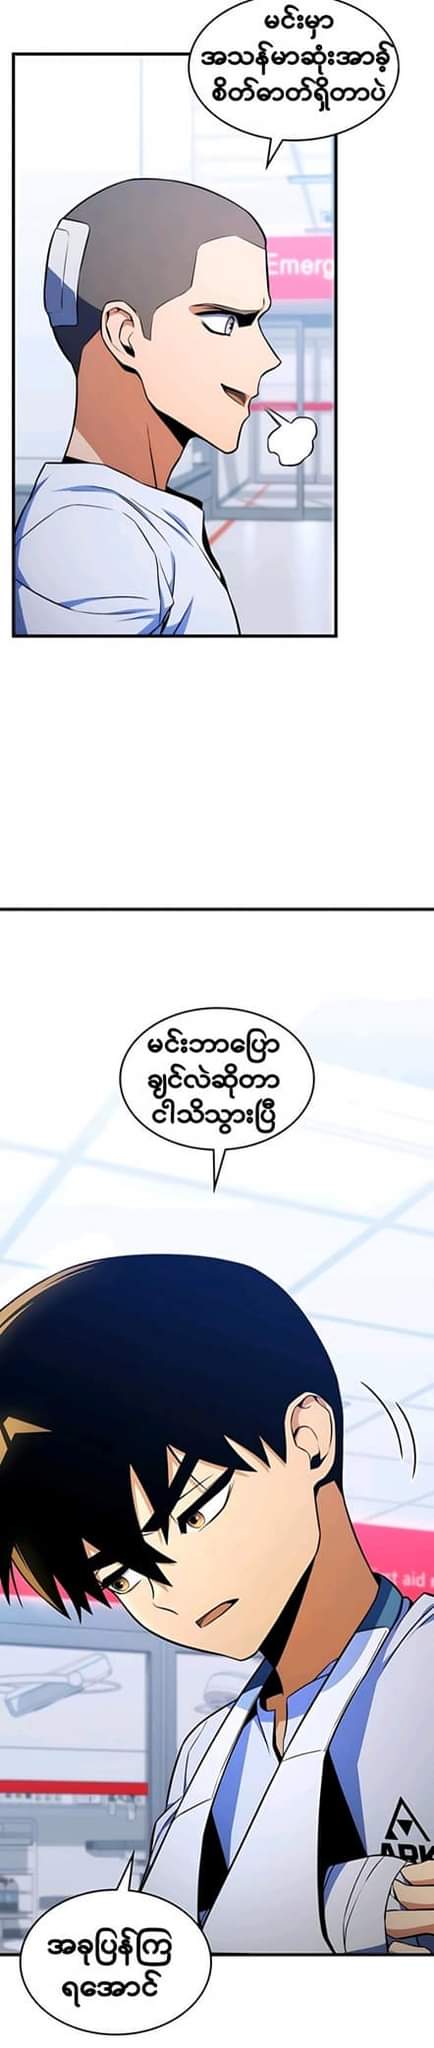 မင်းမှာ
အသန်မာဆုံးအာခံ့
စိတ်ဓာတ်ရှိတာပဲ
Emerg
မင်းဘာပြော
ချင်လဲဆိုတာ
ငါသိသွားပြီ
st aid
ARK
အခုပြန်ကြ
ရအောင်